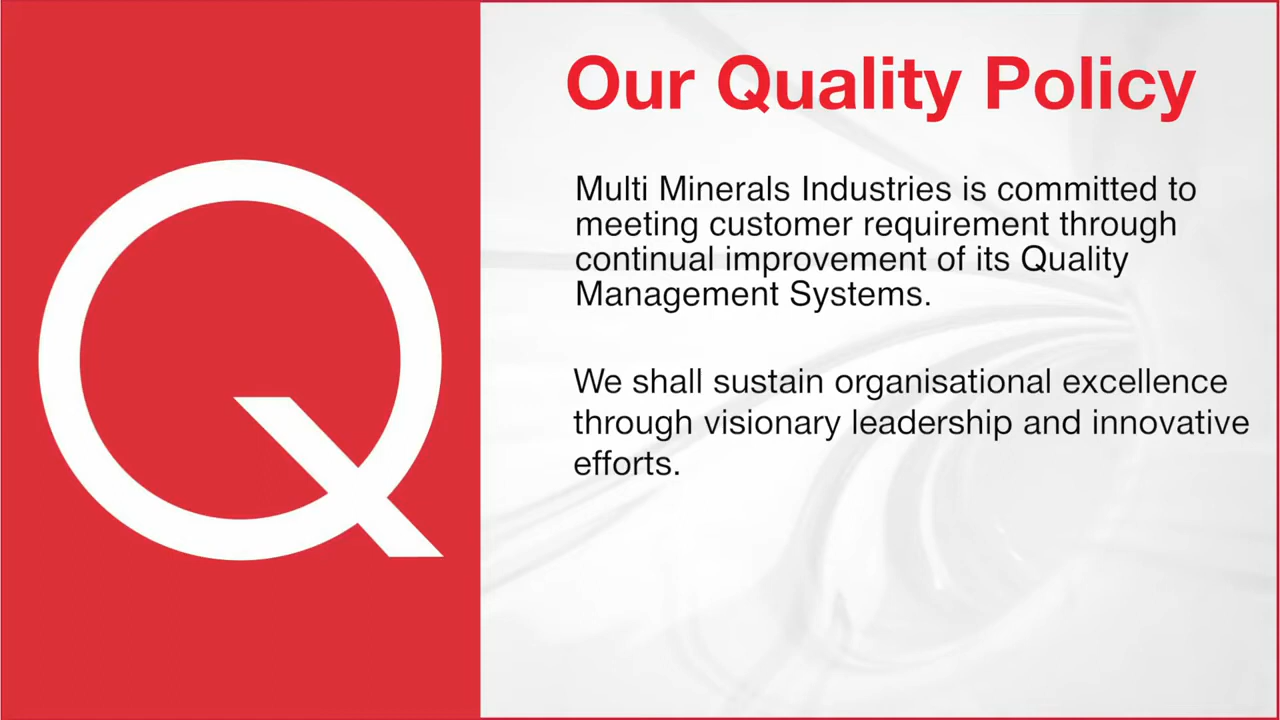 Q
Our Quality Policy
Multi Minerals Industries is committed to
meeting customer requirement through
continual improvement of its Quality
Management Systems.
We shall sustain organisational excellence
through visionary leadership and innovative
efforts.